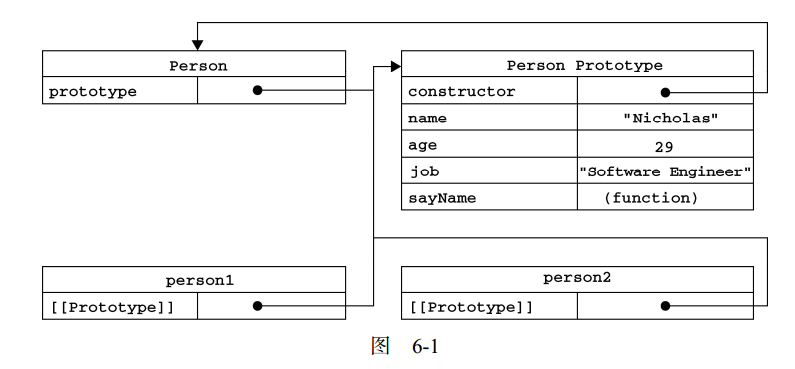 Person
prototype
Person Prototype
constructor
name "Nicholas"
age 29
job "Software Engineer"
sayName (function)
person1
[[Prototype]]
person2
[[Prototype]]
图 6-1